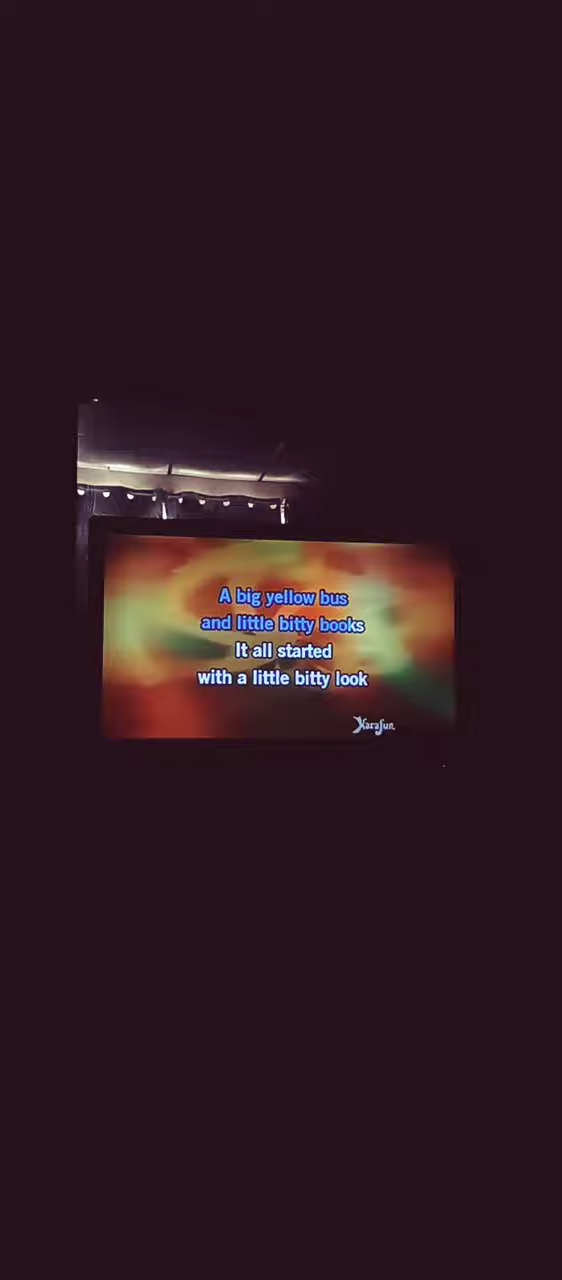 A big yellow bus
and little bitty books
It all started
with a little bitty look
KaraFun